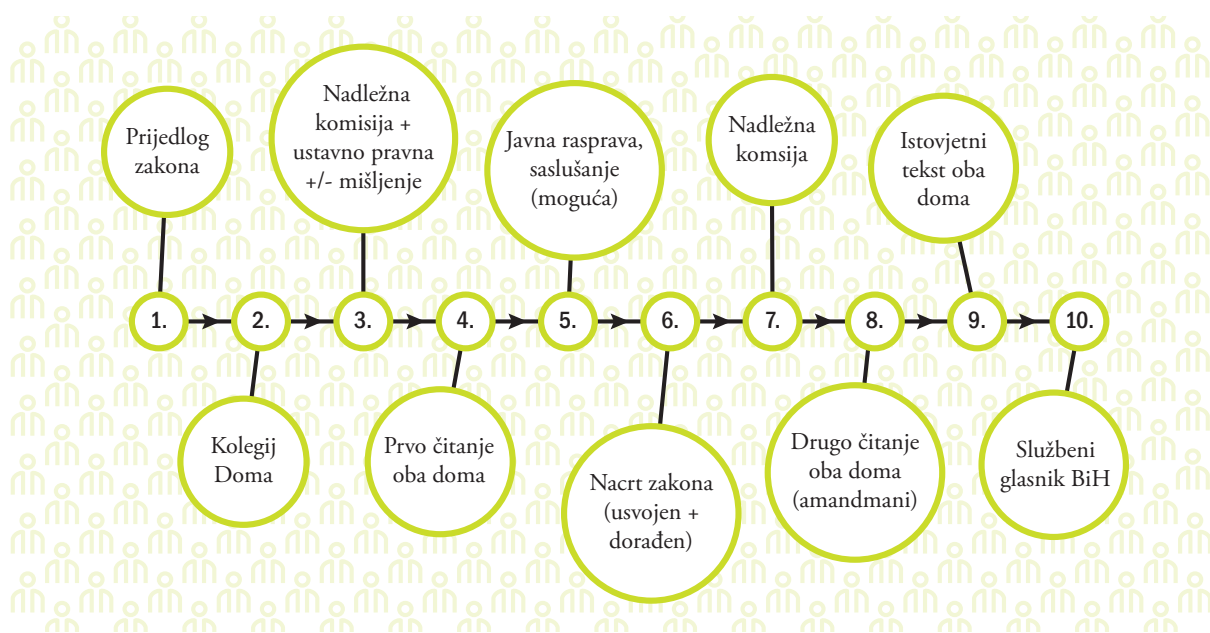 Prijedlog
zakona
Nadležna
komisija +
ustavno pravna
+/- mišljenje
Javna rasprava,
saslušanje
(moguća)
Nadležna
komsija
Istovjetni
tekst oba
doma
1.
2.
3.
4.
5.
6.
7.
8.
9.
10.
Kolegij
Doma
Prvo čitanje
oba doma
Nacrt zakona
(usvojen +
dorađen)
Drugo čitanje
oba doma
(amandmani)
Službeni
glasnik BiH